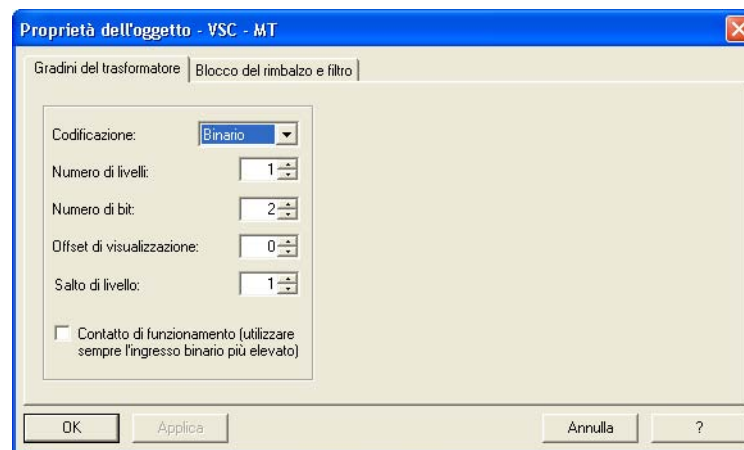 Proprietà dell'oggetto - VSC - MT
Gradini del trasformatore
Blocco del rimbalzo e filtro
Codificazione: Binario
Numero di livelli: 1
Numero di bit: 2
Offset di visualizzazione: 0
Salto di livello: 1
Contatto di funzionamento (utilizzare
sempre l'ingresso binario più elevato)
OK
Applica
Annulla
?